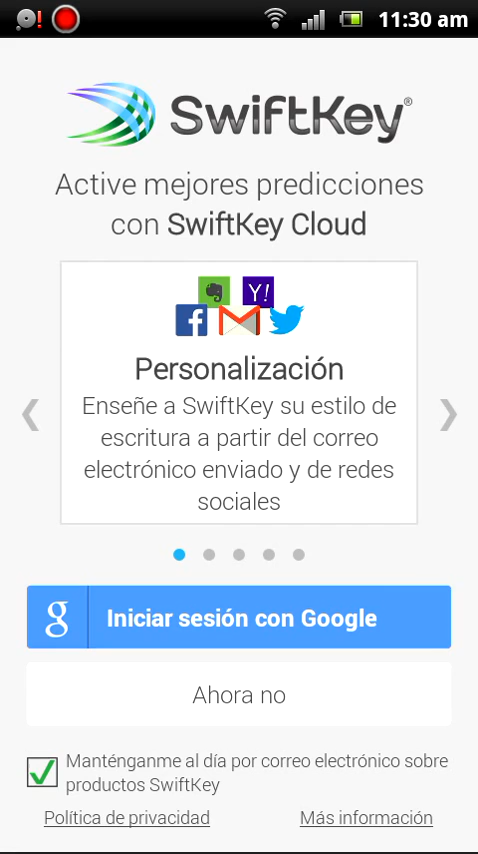 11:30 am
SwiftKey®
Active mejores predicciones
con SwiftKey Cloud
Y!
Personalización
Enseñe a SwiftKey su estilo de
escritura a partir del correo
electrónico enviado y de redes
sociales
g Iniciar sesión con Google
Ahora no
Manténganme al día por correo electrónico sobre
productos SwiftKey
Política de privacidad Más información